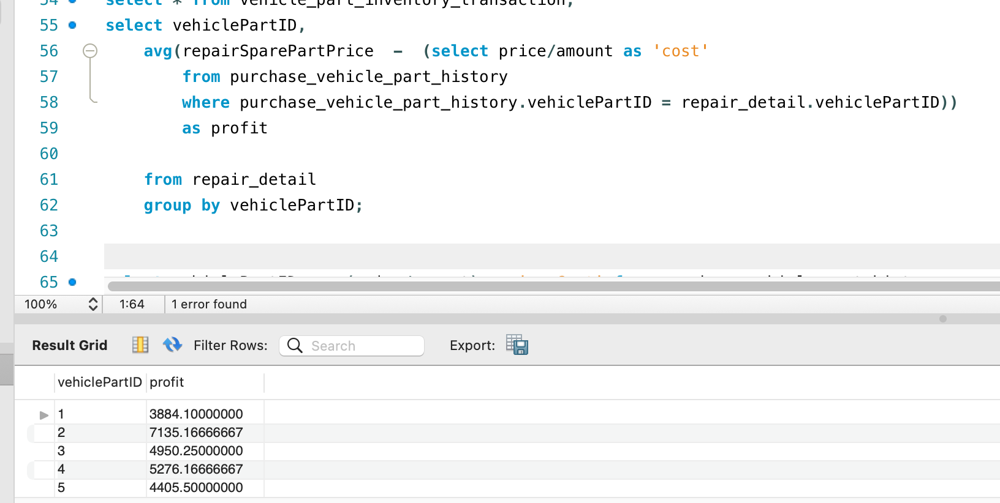 54 select * from vehicle_part_inventory_transaction,
55 select vehiclePartID,
56 avg(repairSparePartPrice - (select price/amount as 'cost'
57 from purchase_vehicle_part_history
58 where purchase_vehicle_part_history.vehiclePartID = repair_detail.vehiclePartID))
59 as profit
60
61 from repair_detail
62 group by vehiclePartID;
63
64
65
100% 1:64 1 error found
Result Grid Filter Rows: Search Export:
vehiclePartID profit
1 3884.10000000
2 7135.16666667
3 4950.25000000
4 5276.16666667
5 4405.50000000